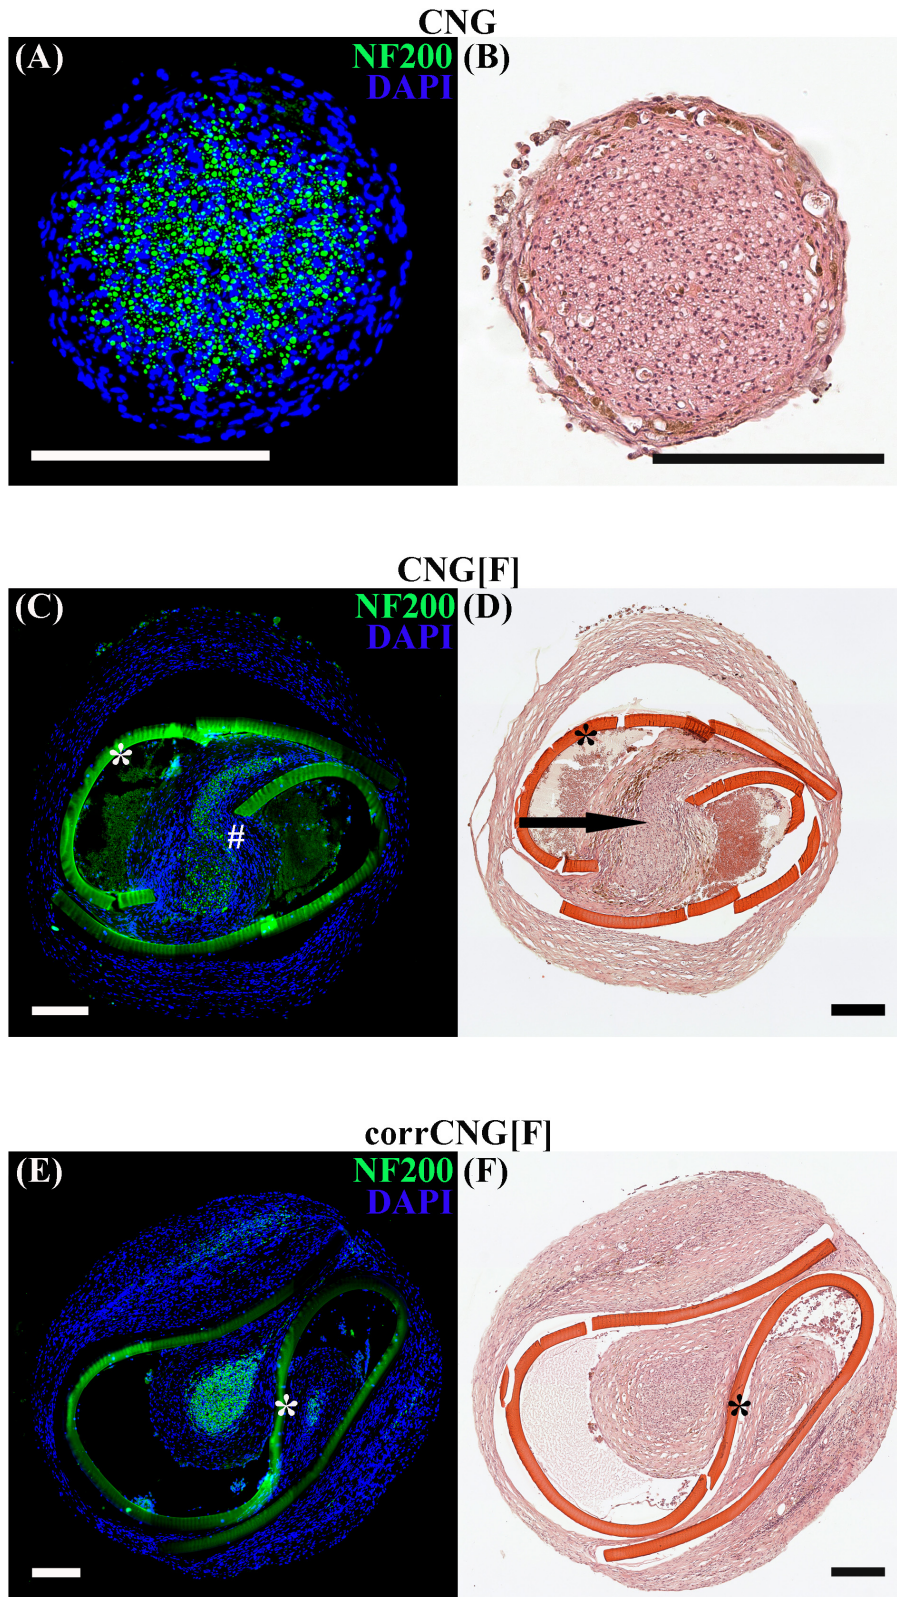 CNG
(A) NF200 (B)
DAPI
CNG[F]
(C) NF200 (D)
DAPI
*
*
#
corrCNG[F]
(E) NF200 (F)
DAPI
*
*